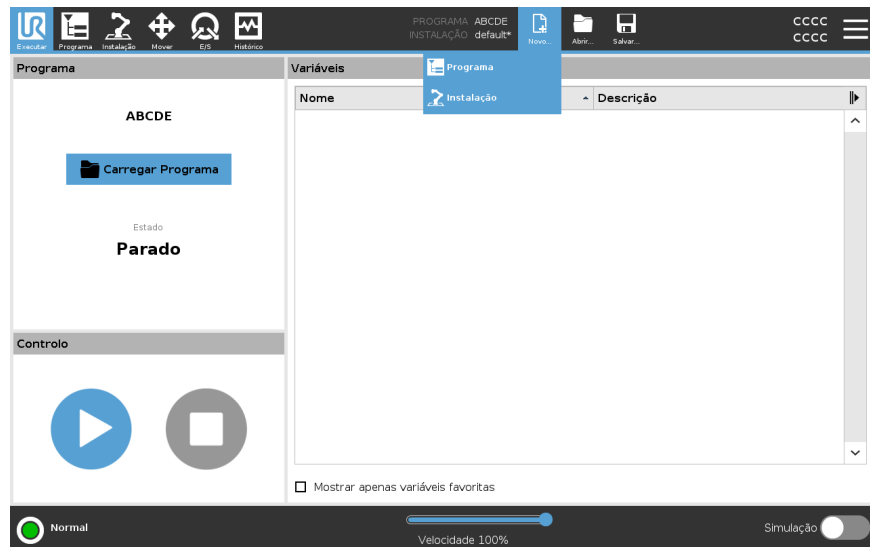 Executar Programa Instalação Mover E/S Histórico
PROGRAMA ABCDE
INSTALAÇÃO default*
Novo... Abrir... Salvar...
CCCC
CCCC
Programa
Instalação
Programa
ABCDE
Carregar Programa
Estado
Parado
Controlo
Variáveis
Nome Descrição
Mostrar apenas variáveis favoritas
Normal
Velocidade 100%
Simulação